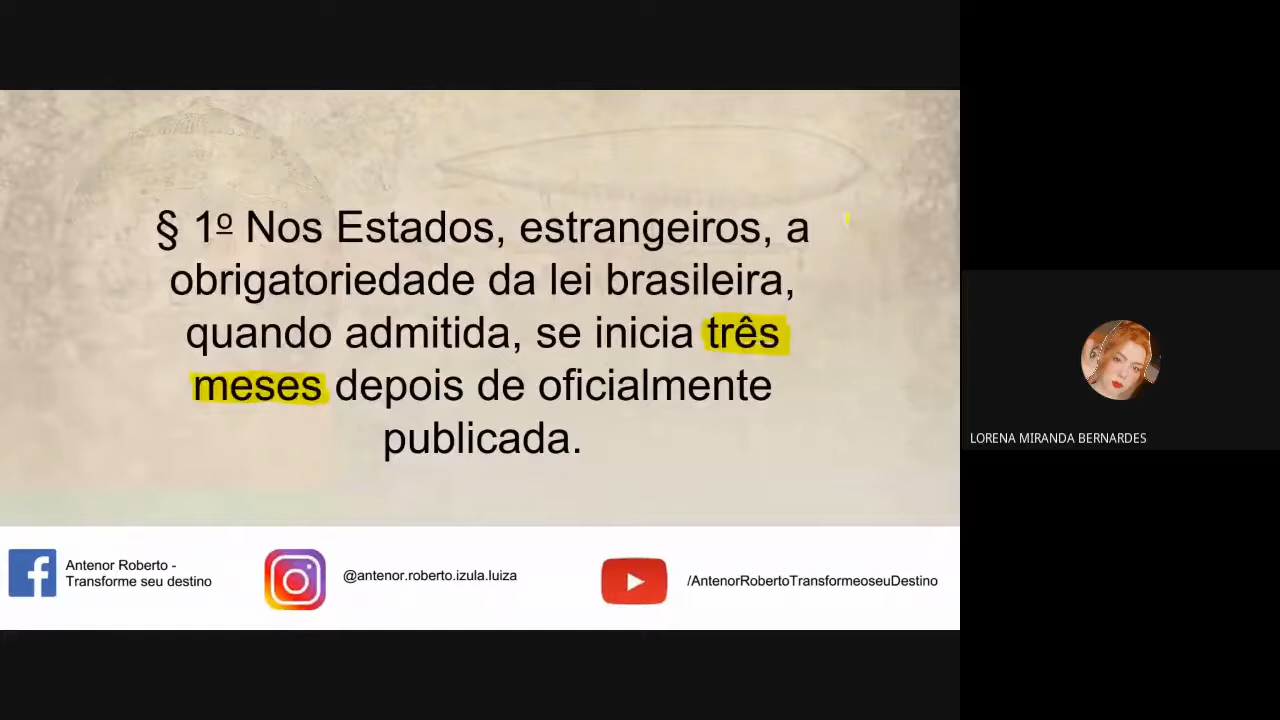 § 1º Nos Estados, estrangeiros, a
obrigatoriedade da lei brasileira,
quando admitida, se inicia três
meses depois de oficialmente
publicada.
Antenor Roberto -
Transforme seu destino
@antenor.roberto.izula.luiza
/AntenorRobertoTransformeoseuDestino
LORENA MIRANDA BERNARDES